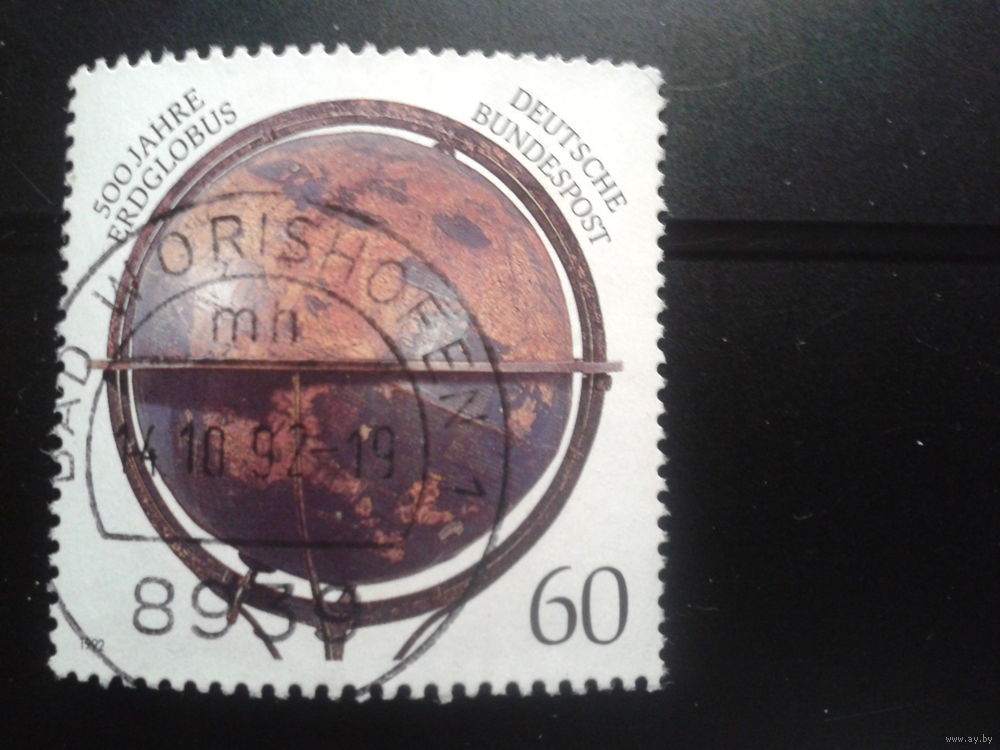 500 JAHRE
ERDGLOBUS
DEUTSCHE
BUNDESPOST
BAD WÖRISHOFEN 1
mh
14.10.92-19
8939
60
1992
www.ay.by